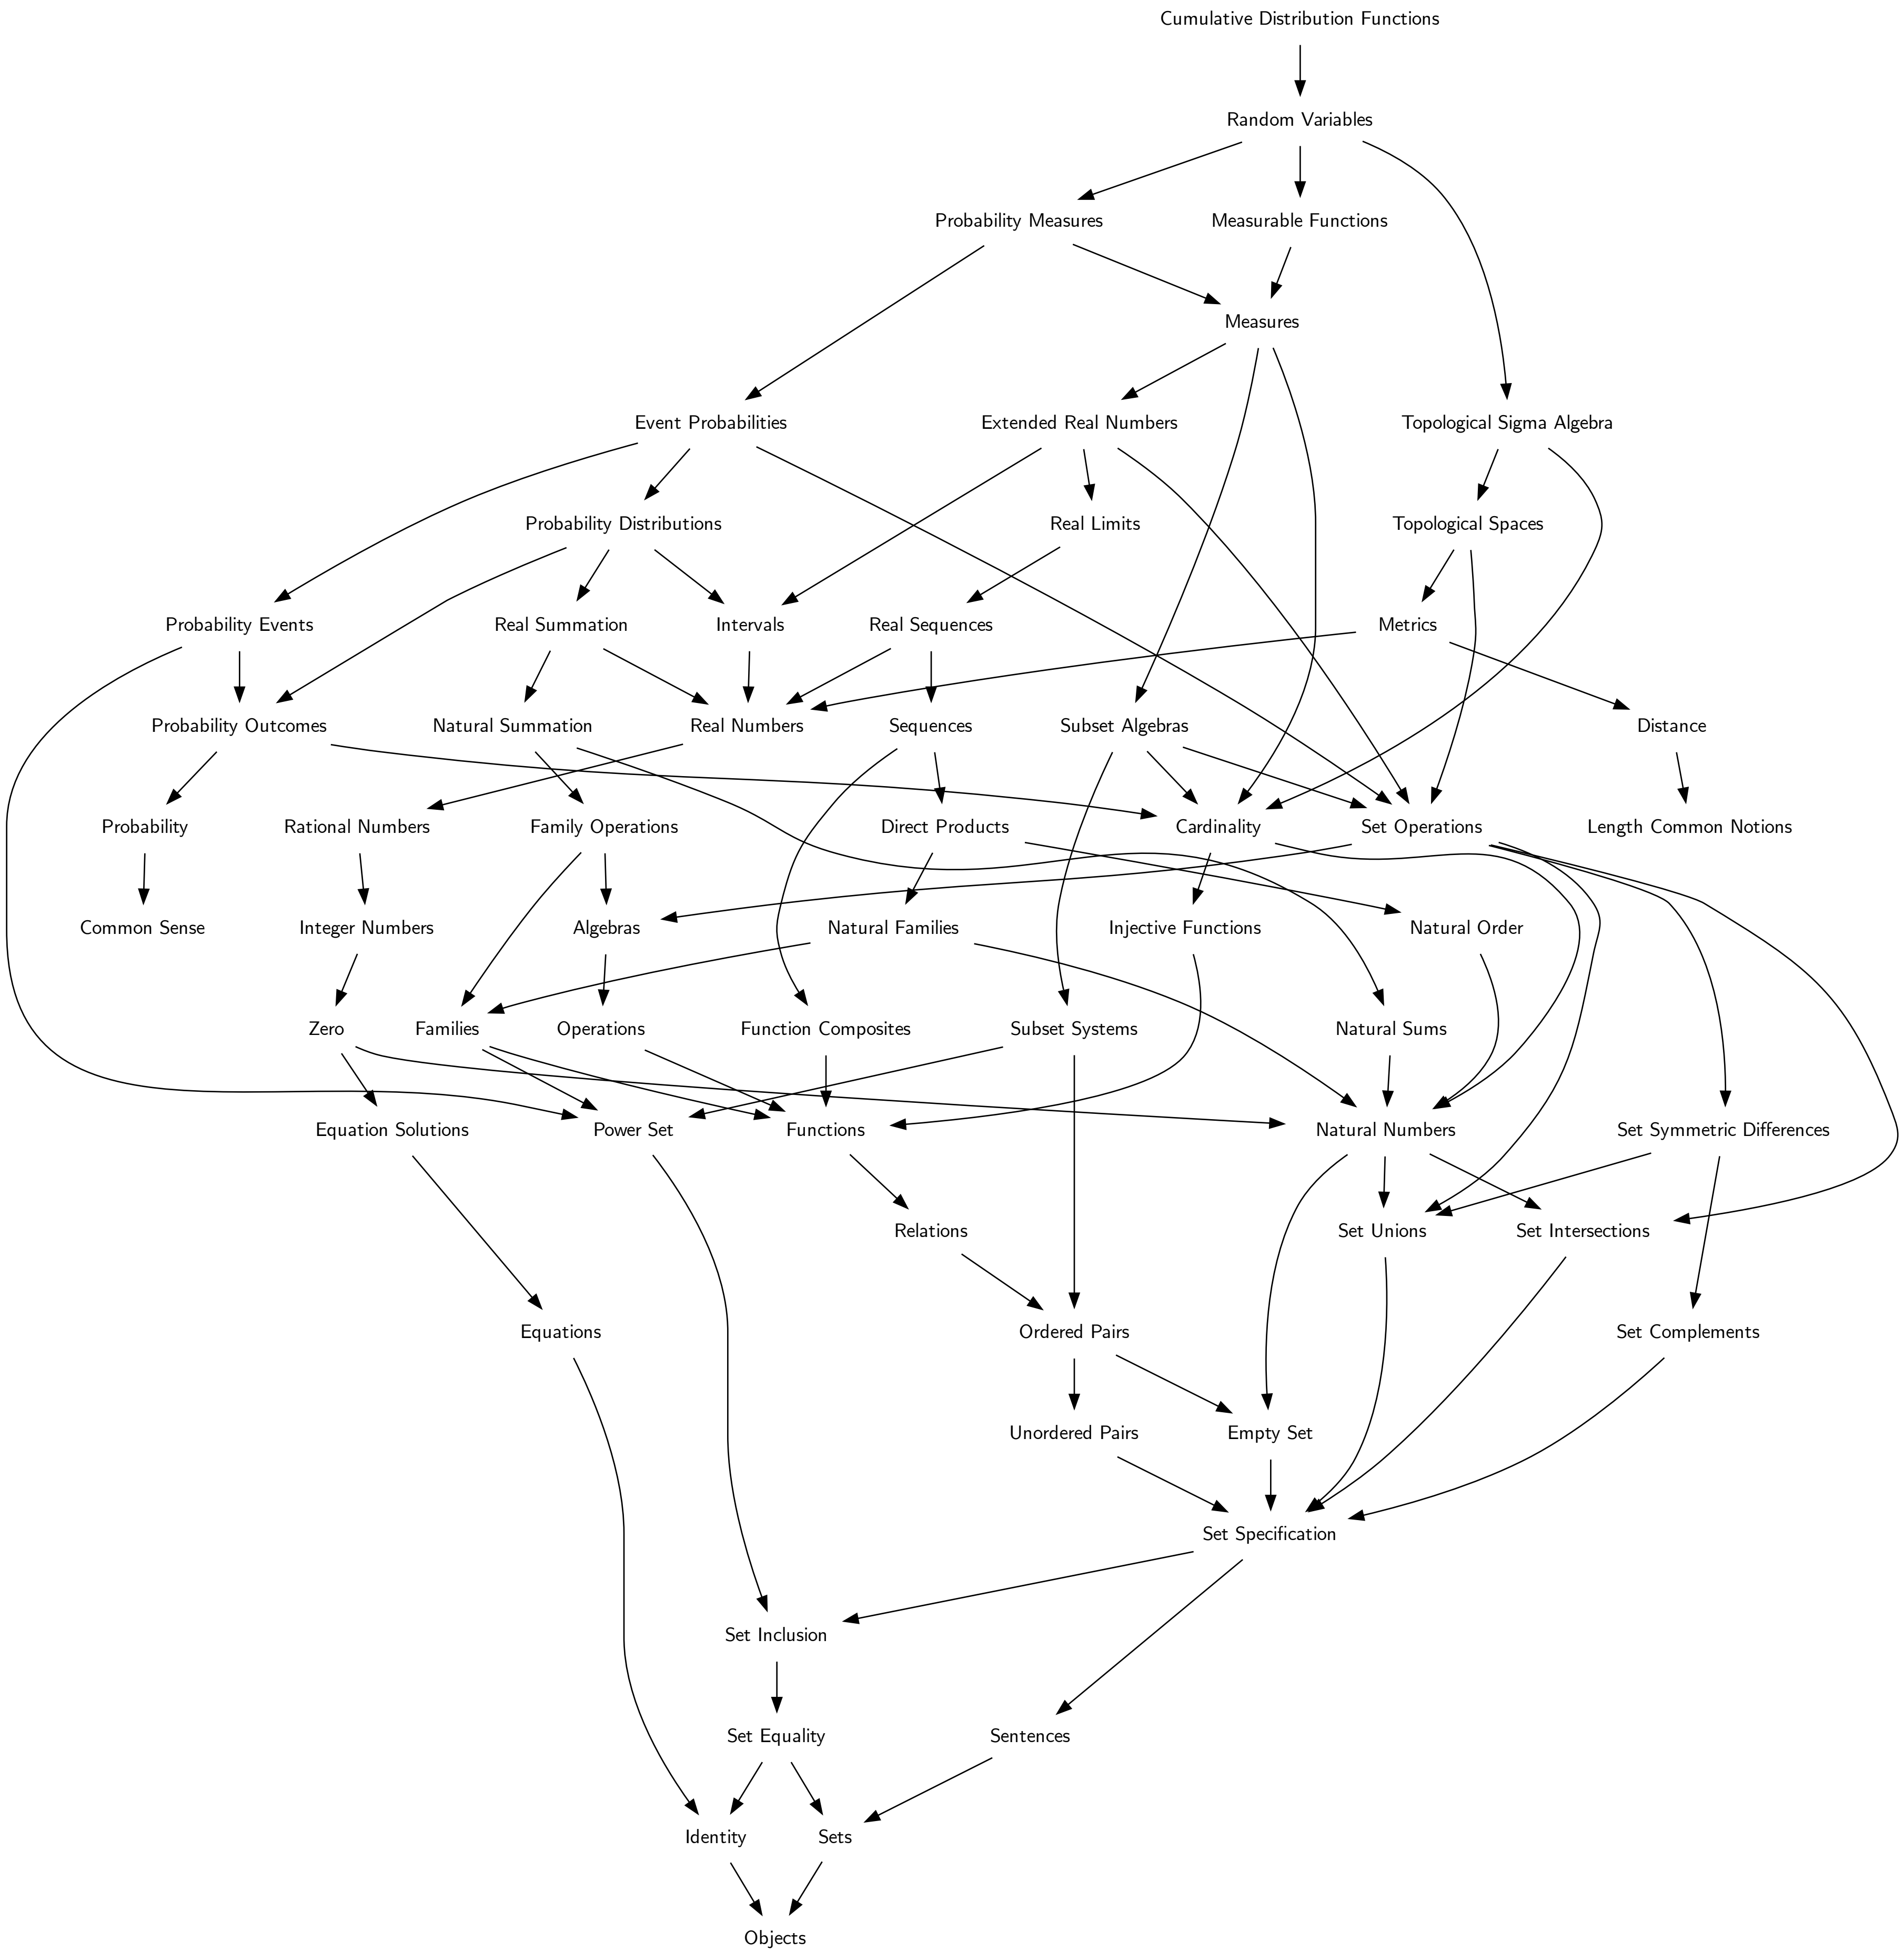 Cumulative Distribution Functions
Random Variables
Probability Measures
Measurable Functions
Measures
Event Probabilities
Extended Real Numbers
Topological Sigma Algebra
Probability Distributions
Real Limits
Topological Spaces
Probability Events
Real Summation
Intervals
Real Sequences
Metrics
Probability Outcomes
Natural Summation
Real Numbers
Sequences
Subset Algebras
Distance
Probability
Rational Numbers
Family Operations
Direct Products
Cardinality
Set Operations
Length Common Notions
Common Sense
Integer Numbers
Algebras
Natural Families
Injective Functions
Natural Order
Zero
Families
Operations
Function Composites
Subset Systems
Natural Sums
Equation Solutions
Power Set
Functions
Natural Numbers
Set Symmetric Differences
Relations
Set Unions
Set Intersections
Equations
Ordered Pairs
Set Complements
Unordered Pairs
Empty Set
Set Specification
Set Inclusion
Set Equality
Sentences
Identity
Sets
Objects